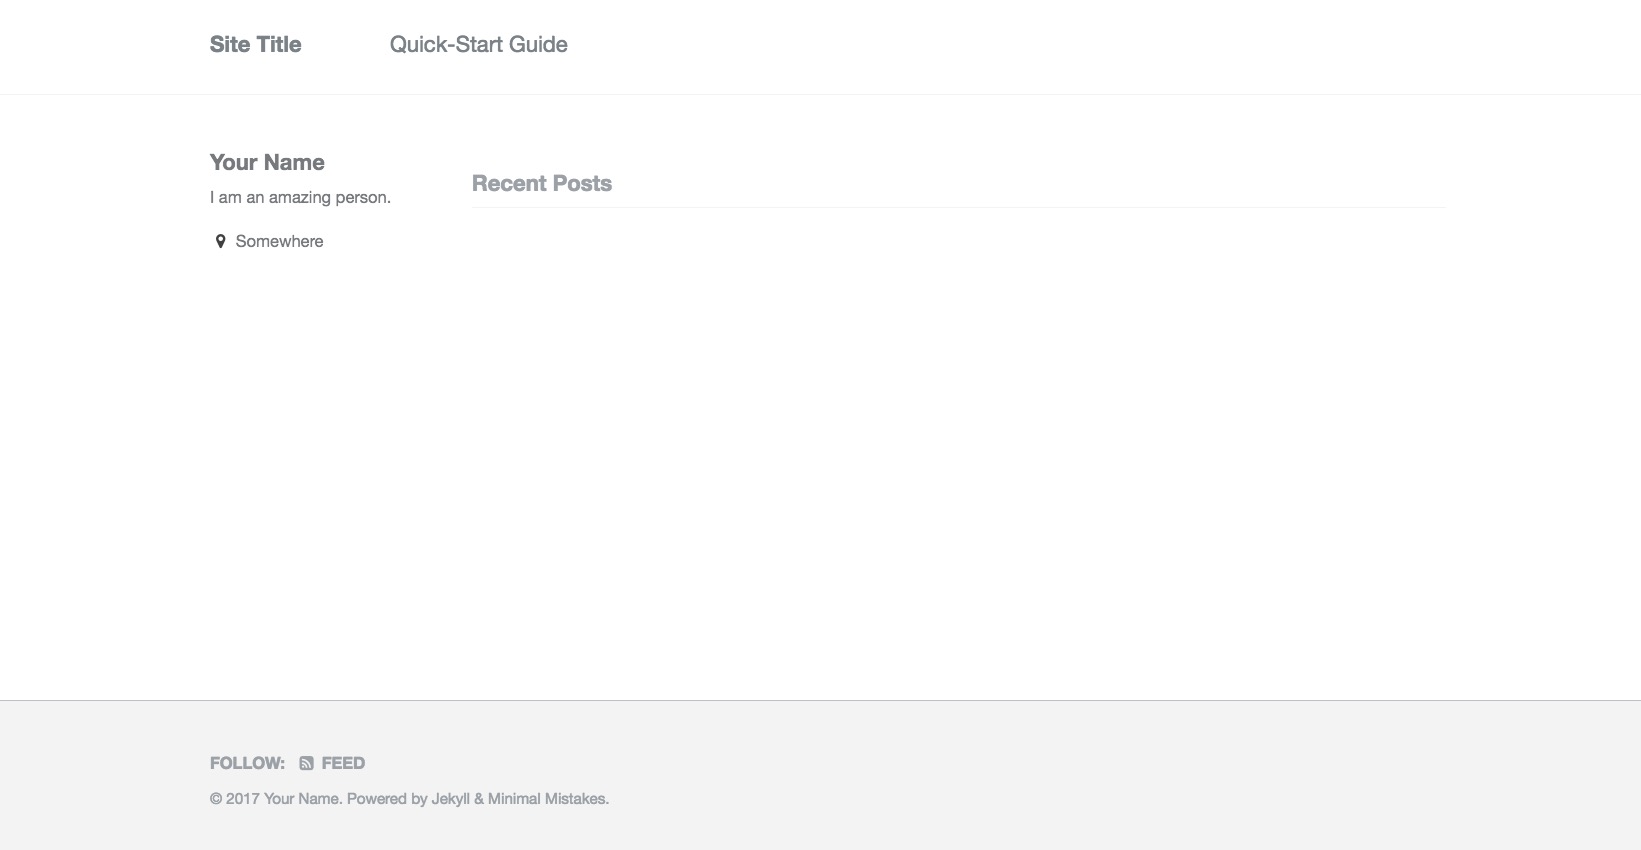 Site Title Quick-Start Guide
Your Name
I am an amazing person.
Somewhere
Recent Posts
FOLLOW: FEED
© 2017 Your Name. Powered by Jekyll & Minimal Mistakes.